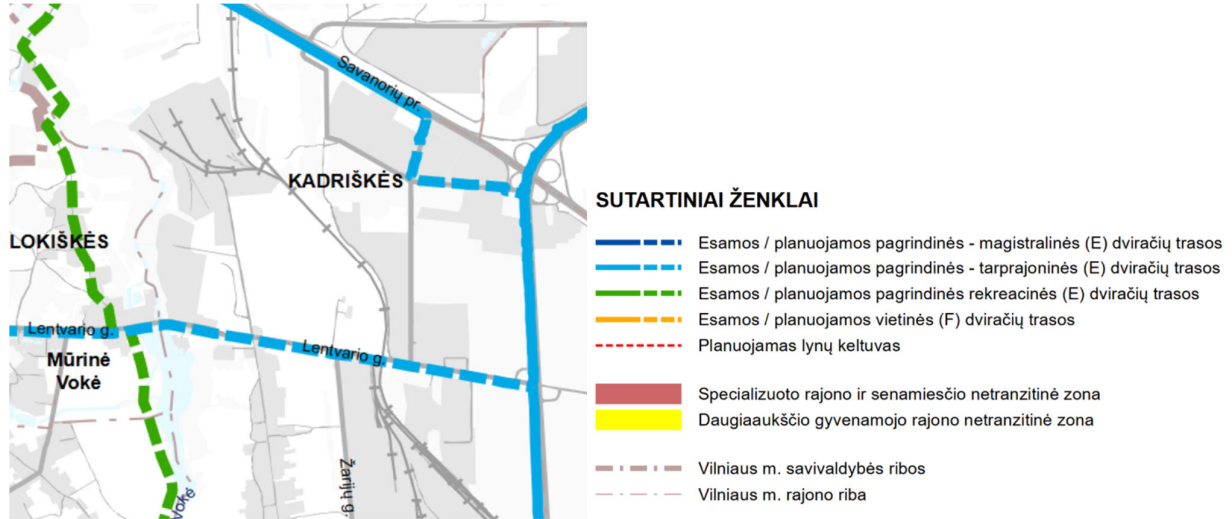 Savanorių pr.
KADRIŠKĖS
LOKIŠKĖS
Lentvario g.
Lentvario g.
Mūrinė
Vokė
Žarijų g.
Vokė
SUTARTINIAI ŽENKLAI
Esamos / planuojamos pagrindinės - magistralinės (E) dviračių trasos
Esamos / planuojamos pagrindinės - tarprajoninės (E) dviračių trasos
Esamos / planuojamos pagrindinės rekreacinės (E) dviračių trasos
Esamos / planuojamos vietinės (F) dviračių trasos
Planuojamas lynų keltuvas
Specializuoto rajono ir senamiesčio netranzitinė zona
Daugiaaukščio gyvenamojo rajono netranzitinė zona
Vilniaus m. savivaldybės ribos
Vilniaus m. rajono riba